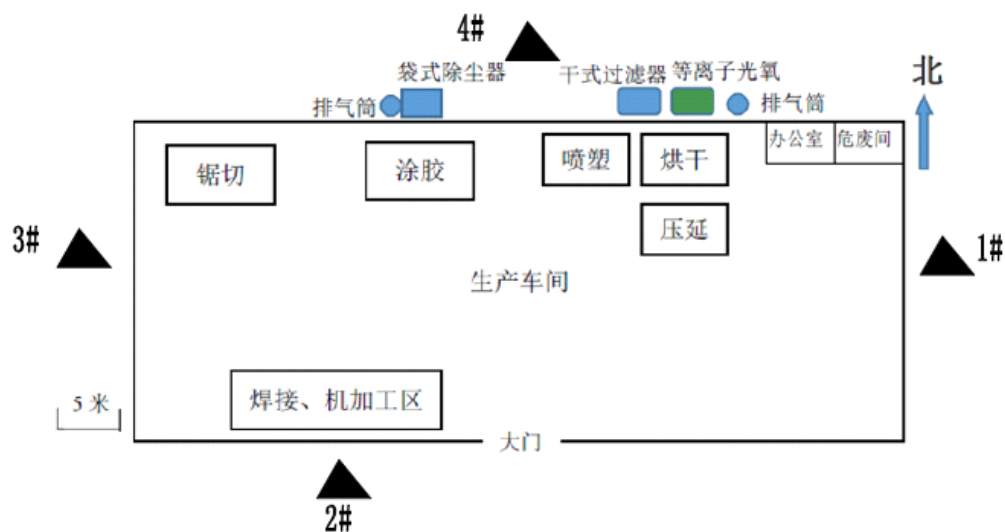 4#
袋式除尘器
干式过滤器
等离子光氧
北
排气筒
排气筒
办公室
危废间
锯切
涂胶
喷塑
烘干
压延
3#
1#
生产车间
焊接、机加工区
5 米
大门
2#